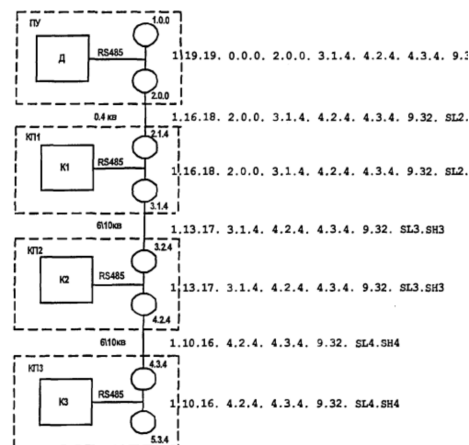 ПУ
1.0.0
Д
RS485
1.19.19. 0.0.0. 2.0.0. 3.1.4. 4.2.4. 4.3.4. 9.3
2.0.0
0.4 кв
1.16.18. 2.0.0. 3.1.4. 4.2.4. 4.3.4. 9.32. SL2.
КП1
2.1.4
К1
RS485
1.16.18. 2.0.0. 3.1.4. 4.2.4. 4.3.4. 9.32. SL2.
3.1.4
6\10кв
1.13.17. 3.1.4. 4.2.4. 4.3.4. 9.32. SL3.SH3
КП2
3.2.4
К2
RS485
1.13.17. 3.1.4. 4.2.4. 4.3.4. 9.32. SL3.SH3
4.2.4
6\10кв
1.10.16. 4.2.4. 4.3.4. 9.32. SL4.SH4
КП3
4.3.4
К3
RS485
1.10.16. 4.2.4. 4.3.4. 9.32. SL4.SH4
5.3.4